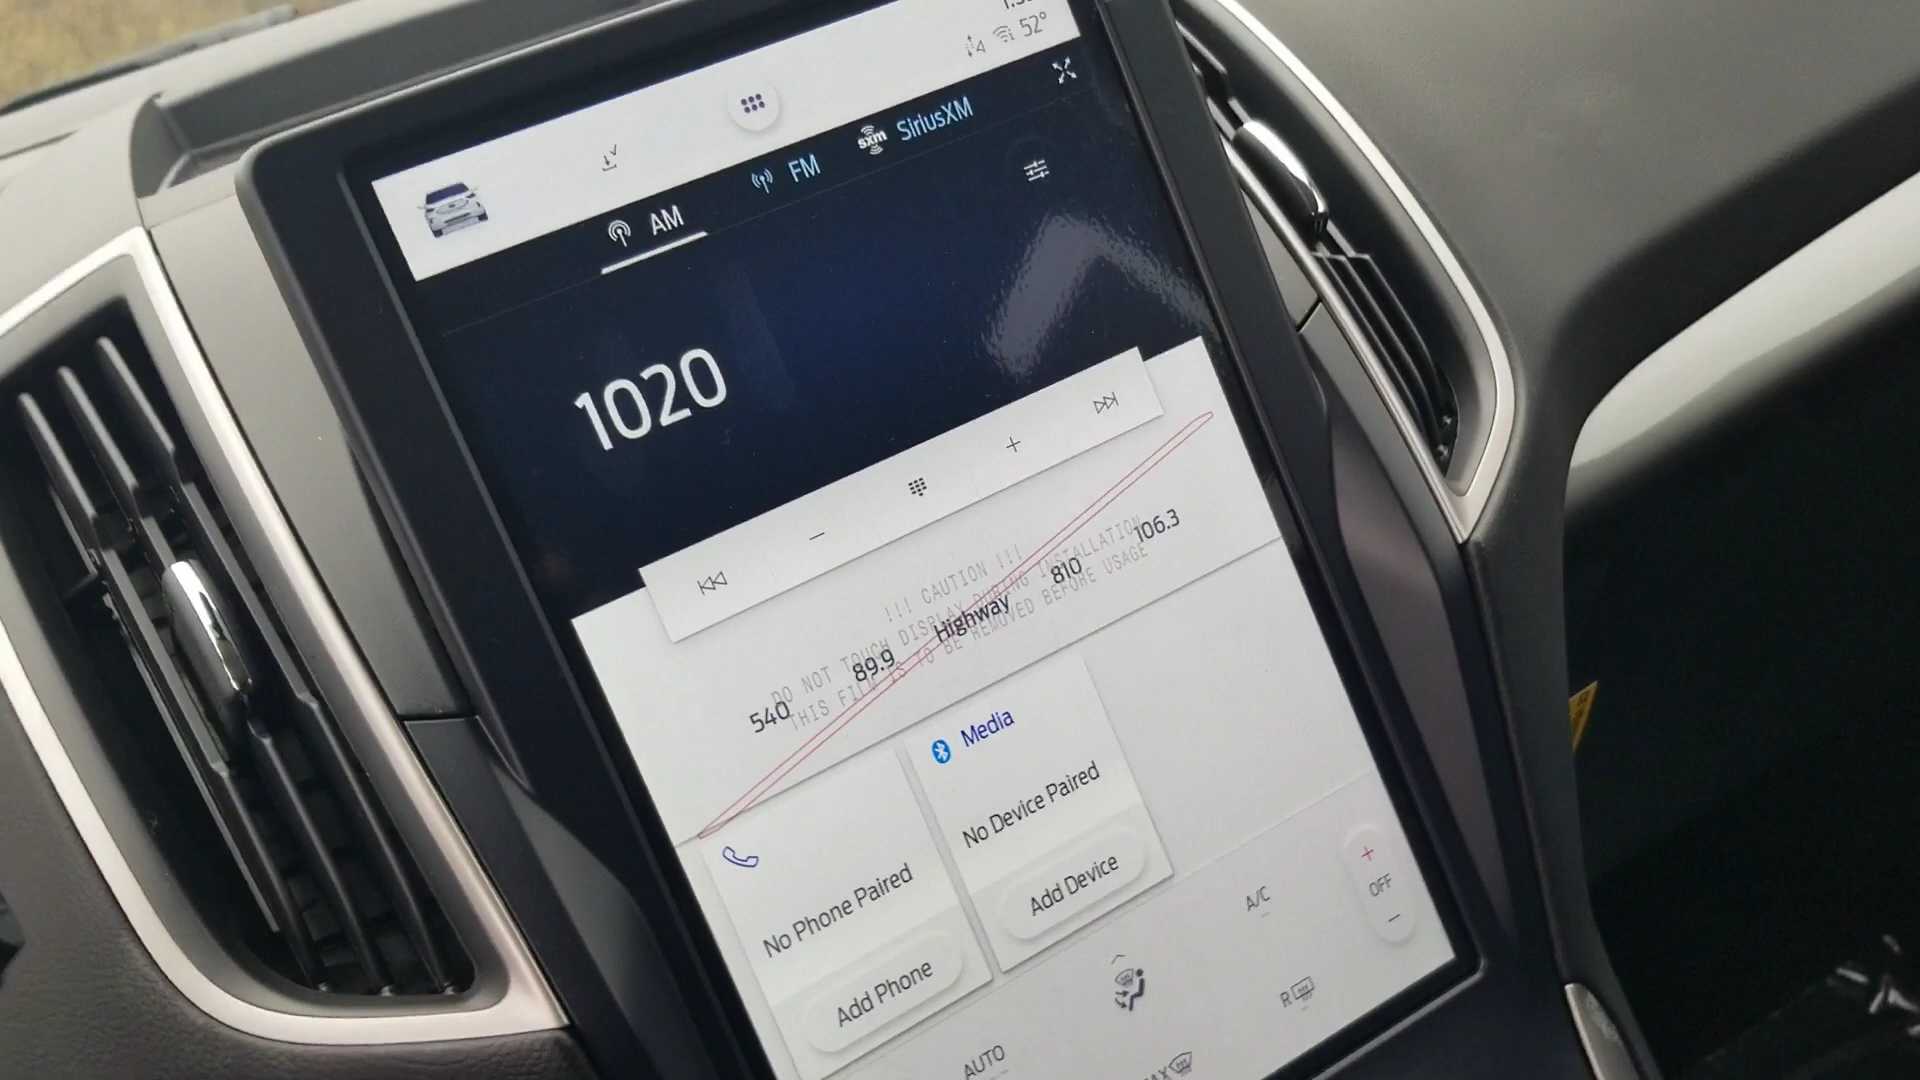 52°
AM
FM
sxm SiriusXM
1020
!!! CAUTION !!!
DO NOT TOUCH DISPLAY DURING INSTALLATION
THIS FILM IS TO BE REMOVED BEFORE USAGE
540
89.9
Highway
810
106.3
Media
No Phone Paired
No Device Paired
Add Phone
Add Device
A/C
OFF
R
AUTO